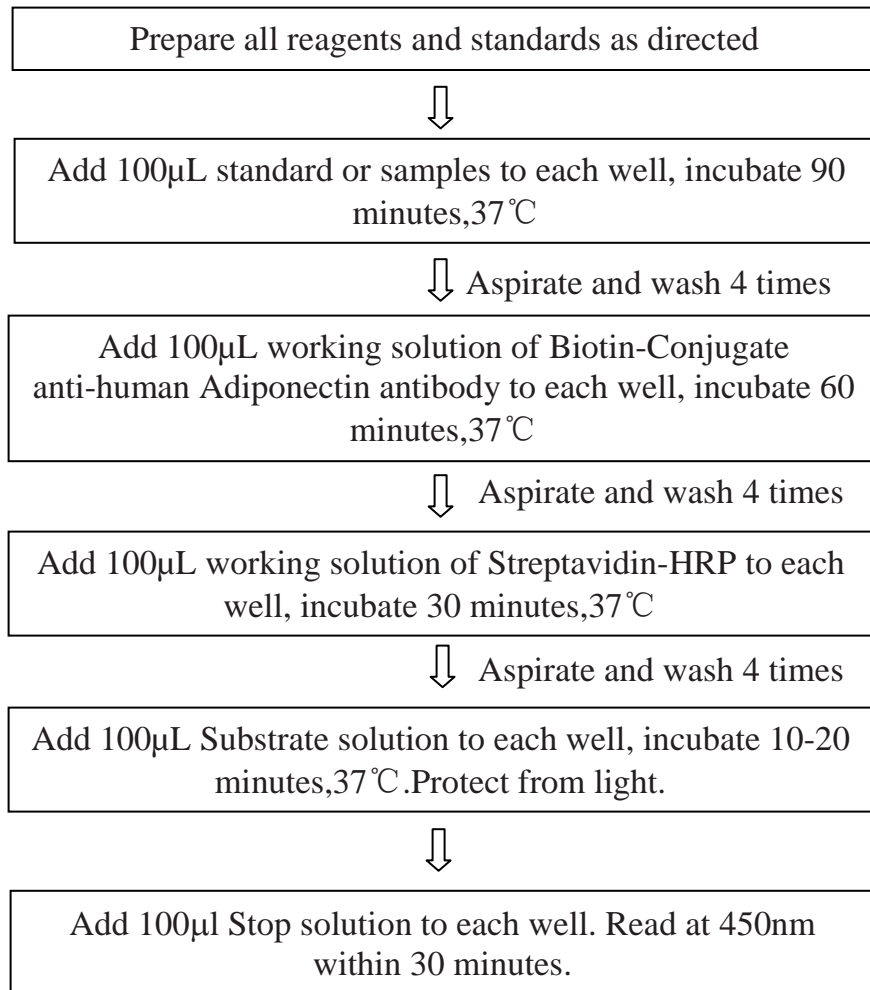 Prepare all reagents and standards as directed
Add 100μL standard or samples to each well, incubate 90
minutes,37℃
Aspirate and wash 4 times
Add 100μL working solution of Biotin-Conjugate
anti-human Adiponectin antibody to each well, incubate 60
minutes,37℃
Aspirate and wash 4 times
Add 100μL working solution of Streptavidin-HRP to each
well, incubate 30 minutes,37℃
Aspirate and wash 4 times
Add 100μL Substrate solution to each well, incubate 10-20
minutes,37℃.Protect from light.
Add 100μl Stop solution to each well. Read at 450nm
within 30 minutes.